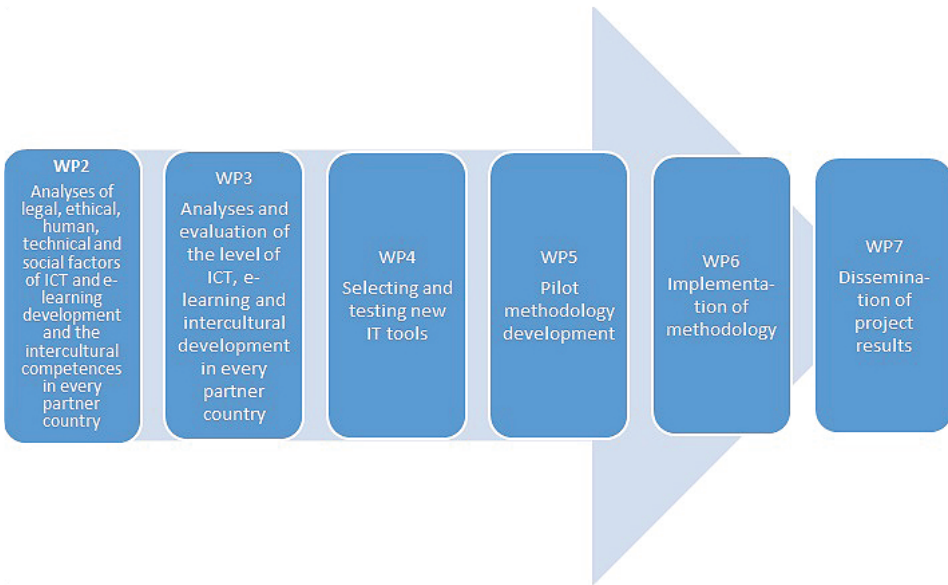 WP2
Analyses of
legal, ethical,
human,
technical and
social factors
of ICT and e-
learning
development
and the
intercultural
competences
in every
partner
country
WP3
Analyses and
evaluation of
the level of
ICT, e-
learning and
intercultural
development
in every
partner
country
WP4
Selecting and
testing new
IT tools
WP5
Pilot
methodology
development
WP6
Implementa-
tion of
methodology
WP7
Dissemina-
tion of
project
results